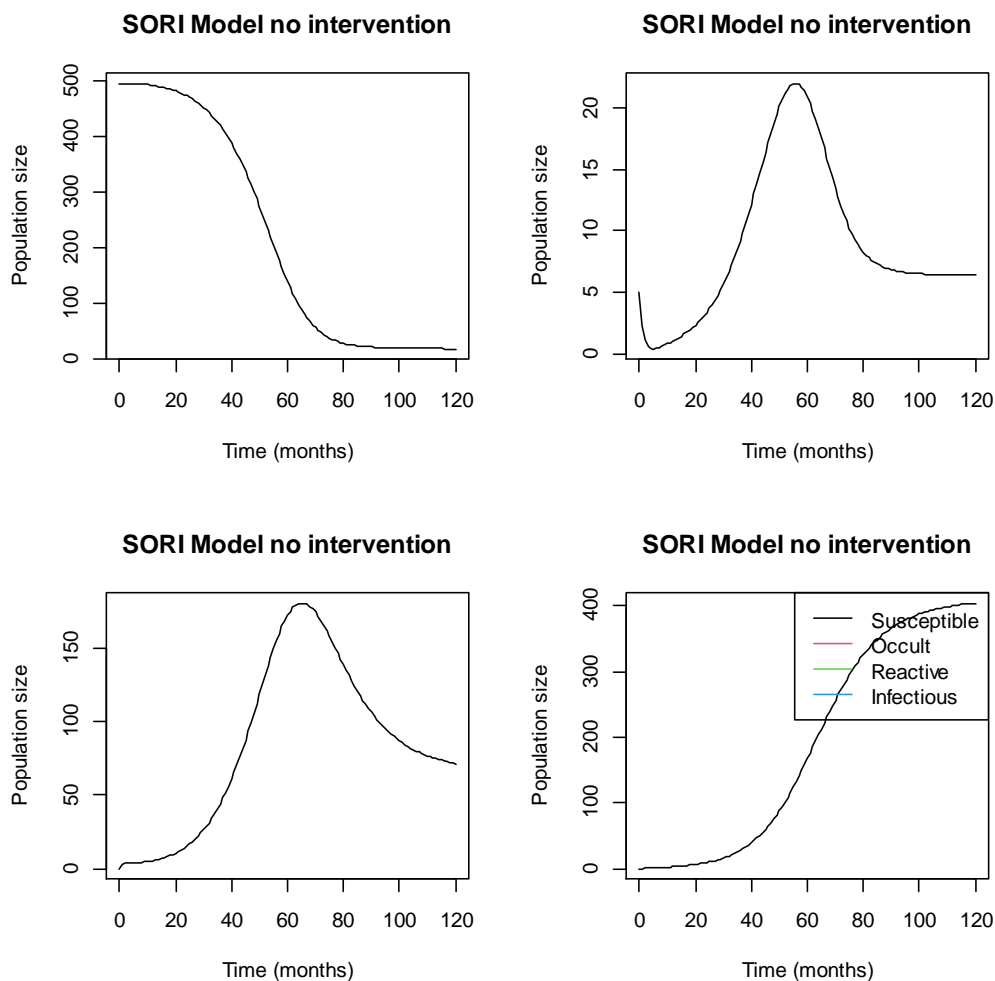 SORI Model no intervention
Population size
0 100 200 300 400 500
0 20 40 60 80 100 120
Time (months)
SORI Model no intervention
Population size
0 5 10 15 20
0 20 40 60 80 100 120
Time (months)
SORI Model no intervention
Population size
0 50 100 150
0 20 40 60 80 100 120
Time (months)
SORI Model no intervention
Population size
0 100 200 300 400
Susceptible
Occult
Reactive
Infectious
0 20 40 60 80 100 120
Time (months)